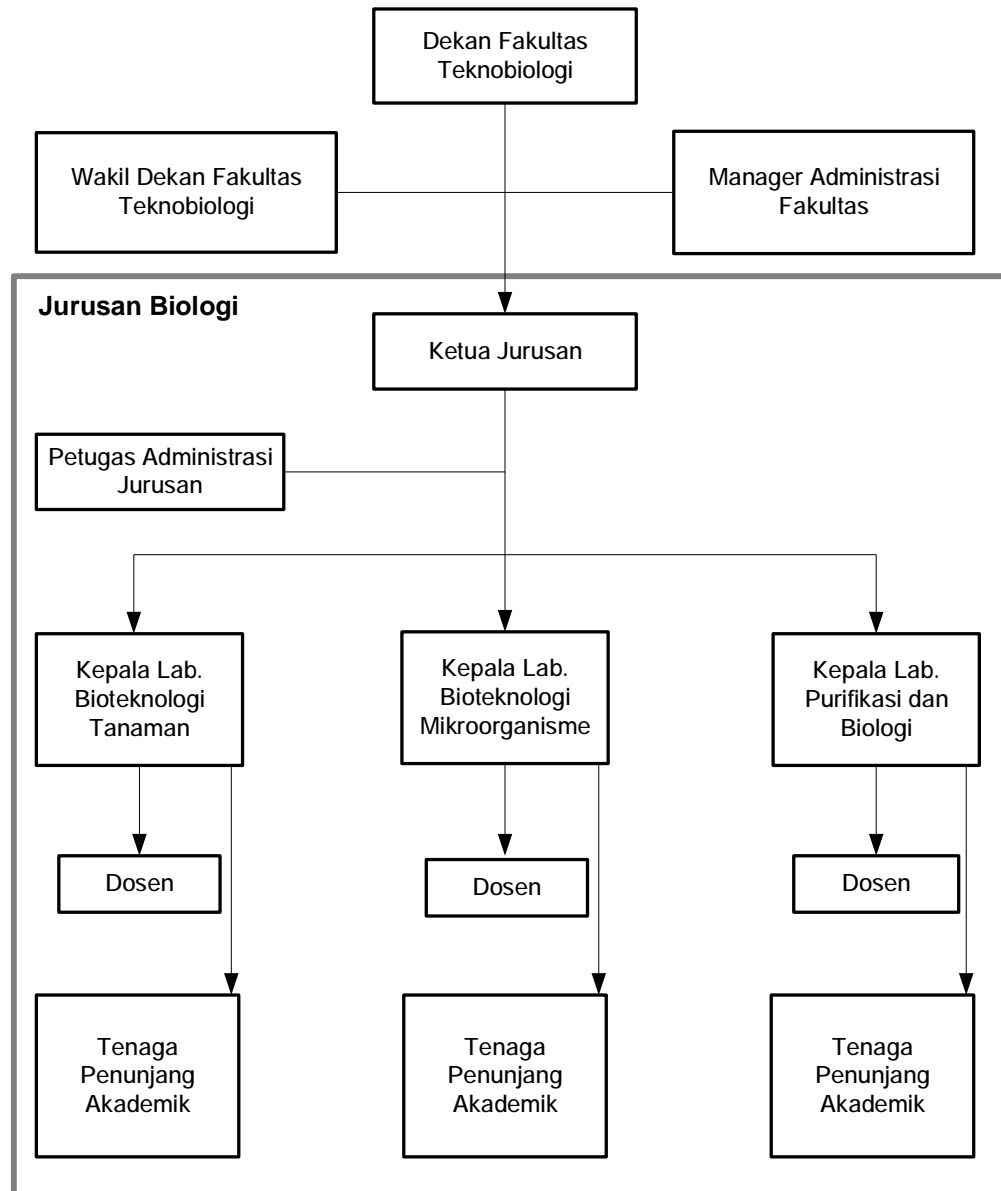 Dekan Fakultas
Teknobiologi
Wakil Dekan Fakultas
Teknobiologi
Manager Administrasi
Fakultas
Jurusan Biologi
Ketua Jurusan
Petugas Administrasi
Jurusan
Kepala Lab.
Bioteknologi
Tanaman
Kepala Lab.
Bioteknologi
Mikroorganisme
Kepala Lab.
Purifikasi dan
Biologi
Dosen
Dosen
Dosen
Tenaga
Penunjang
Akademik
Tenaga
Penunjang
Akademik
Tenaga
Penunjang
Akademik